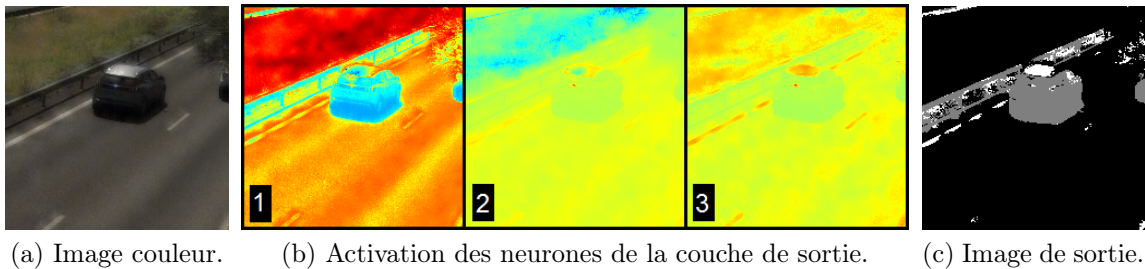 1
2
3
(a) Image couleur.
(b) Activation des neurones de la couche de sortie.
(c) Image de sortie.